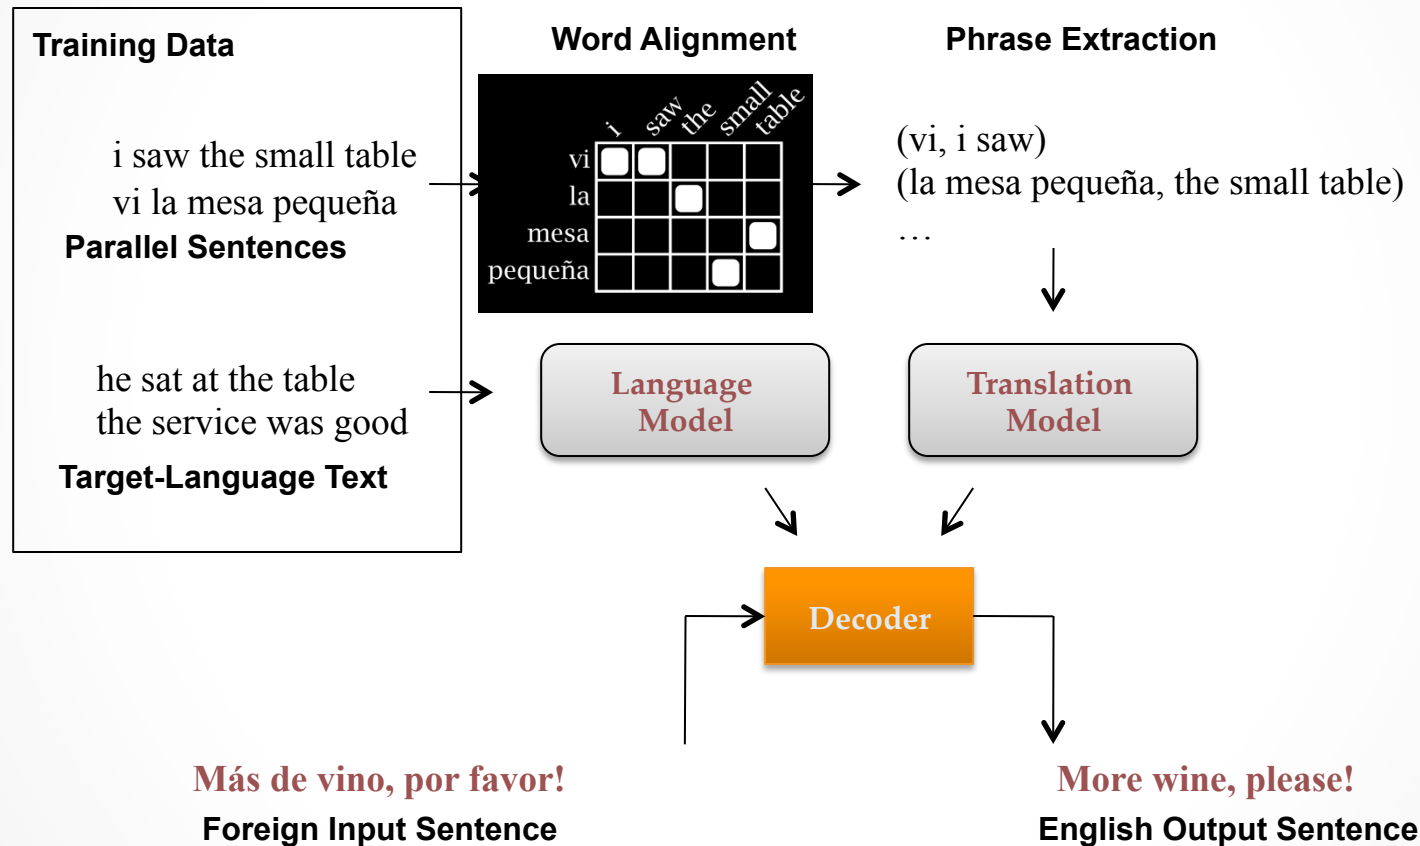 Training Data
Word Alignment
Phrase Extraction
i saw the small table
vi la mesa pequeña
Parallel Sentences
i saw the small table
vi
la
mesa
pequeña
(vi, i saw)
(la mesa pequeña, the small table)
…
he sat at the table
the service was good
Target-Language Text
Language
Model
Translation
Model
Decoder
Más de vino, por favor!
Foreign Input Sentence
More wine, please!
English Output Sentence